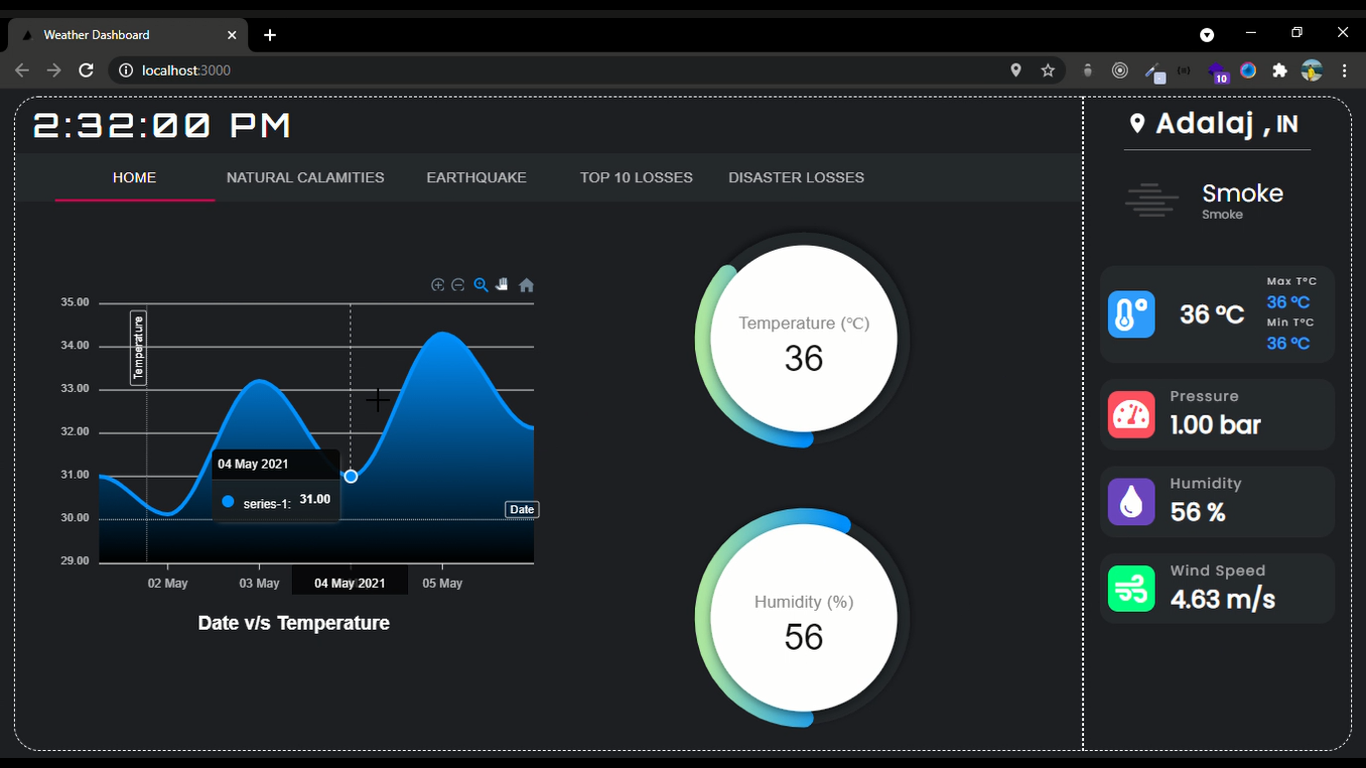 Weather Dashboard
localhost:3000
10
2:32:00 PM
HOME NATURAL CALAMITIES EARTHQUAKE TOP 10 LOSSES DISASTER LOSSES
35.00
34.00
33.00
32.00
31.00
30.00
29.00
Temperature
04 May 2021
series-1: 31.00
Date
02 May 03 May 04 May 2021 05 May
Date v/s Temperature
Temperature (℃)
36
Humidity (%)
56
Adalaj , IN
Smoke
Smoke
36 °C
Max T°C
36 °C
Min T°C
36 °C
Pressure
1.00 bar
Humidity
56 %
Wind Speed
4.63 m/s